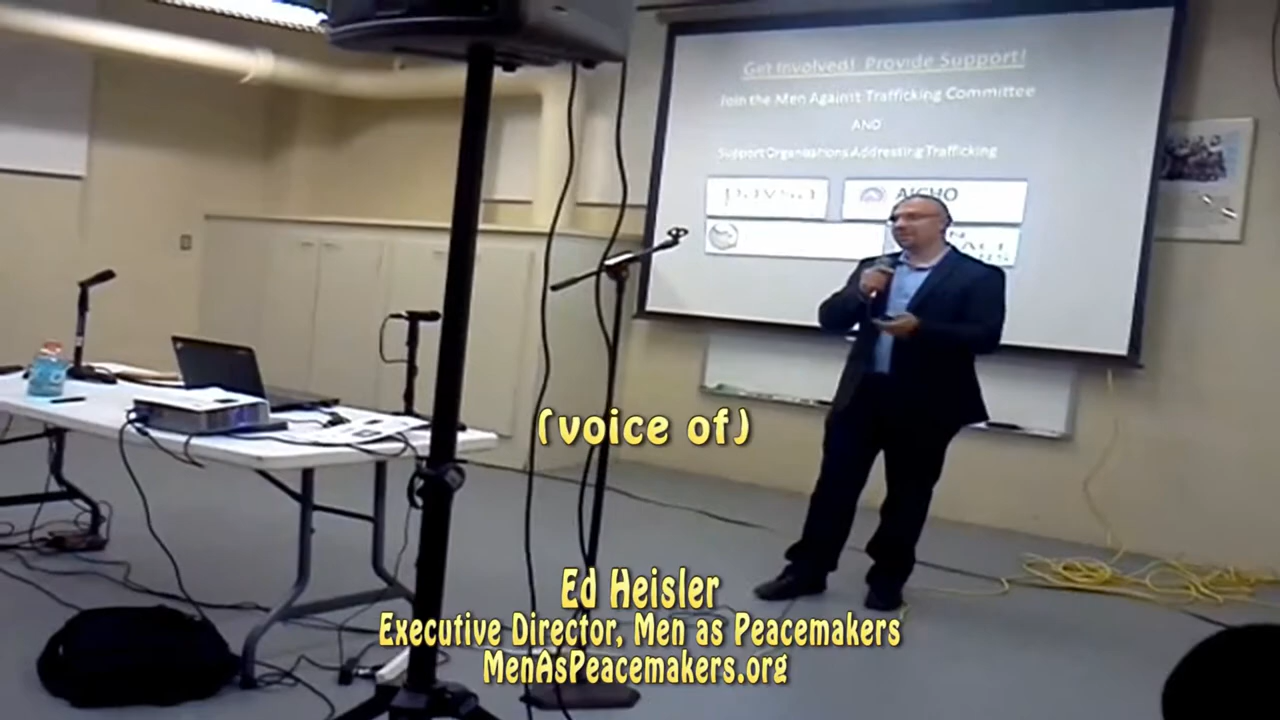 Get Involved! Provide Support!
Join the Men Against Trafficking Committee
AND
Support Organizations Addressing Trafficking
pavsa
AICHO
(voice of)
Ed Heisler
Executive Director, Men as Peacemakers
MenAsPeacemakers.org